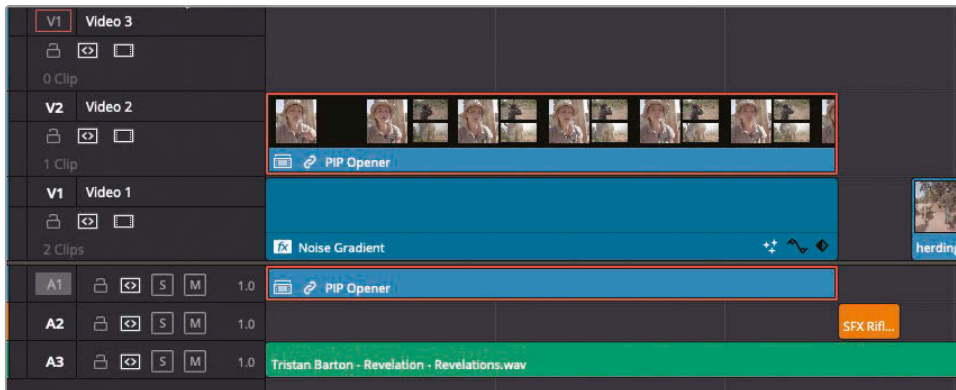 V1 Video 3
0 Clip
V2 Video 2
1 Clip
PIP Opener
V1 Video 1
2 Clips
fx Noise Gradient
herding
A1 S M 1.0
PIP Opener
A2 S M 1.0
SFX Rifl...
A3 S M 1.0
Tristan Barton - Revelation - Revelations.wav